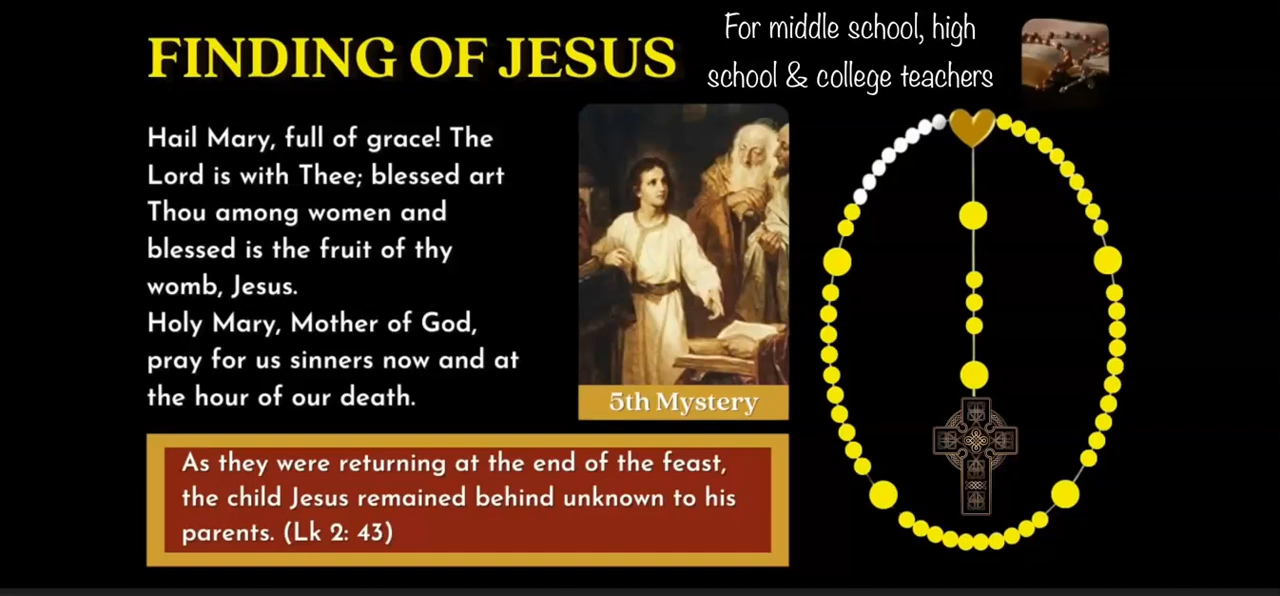 FINDING OF JESUS
For middle school, high
school & college teachers
Hail Mary, full of grace! The
Lord is with Thee; blessed art
Thou among women and
blessed is the fruit of thy
womb, Jesus.
Holy Mary, Mother of God,
pray for us sinners now and at
the hour of our death.
5th Mystery
As they were returning at the end of the feast,
the child Jesus remained behind unknown to his
parents. (Lk 2: 43)